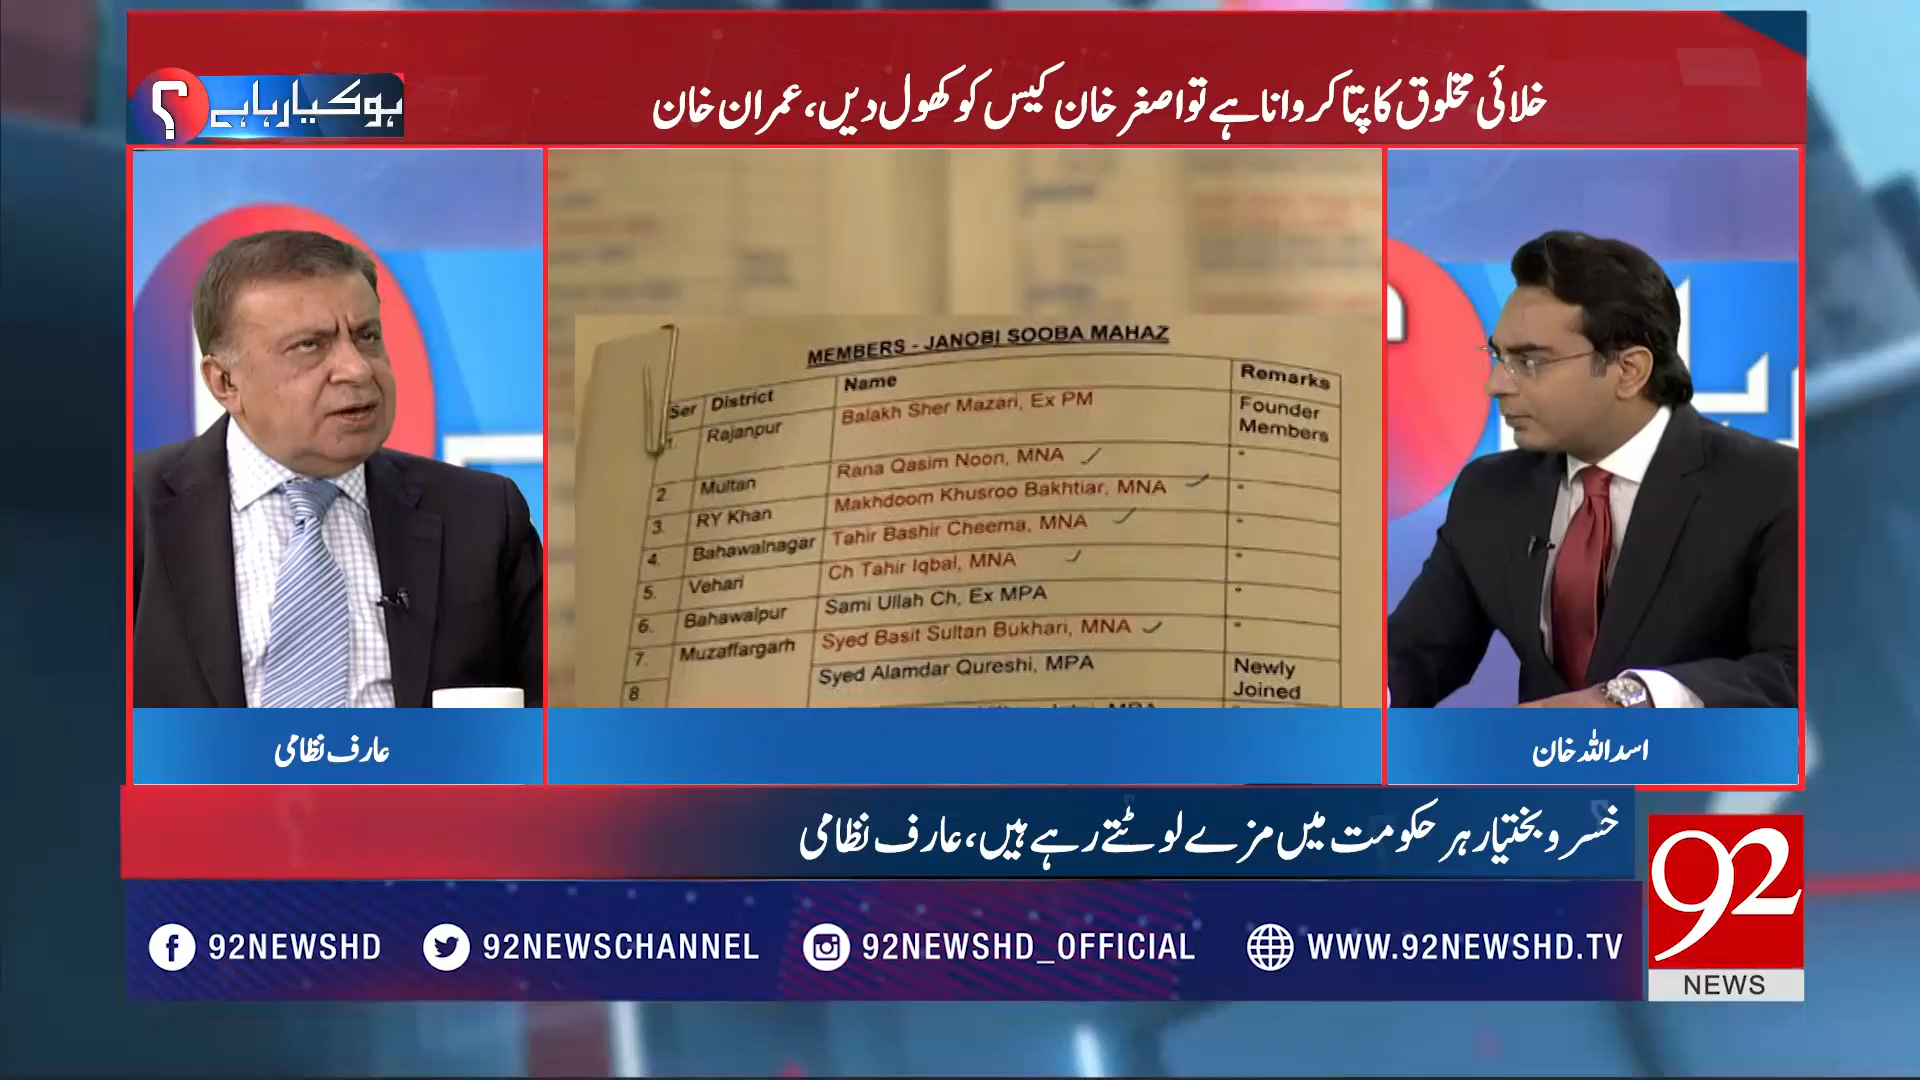 خلائی مخلوق کا پتا کروانا ہے تو اصغر خان کیس کو کھول دیں، عمران خان
ہو کیا رہا ہے ؟
MEMBERS - JANOBI SOOBA MAHAZ
Ser District Name Remarks
1. Rajanpur Balakh Sher Mazari, Ex PM Founder Members
2. Multan Rana Qasim Noon, MNA "
3. RY Khan Makhdoom Khusroo Bakhtiar, MNA "
4. Bahawalnagar Tahir Bashir Cheema, MNA "
5. Vehari Ch Tahir Iqbal, MNA "
6. Bahawalpur Sami Ullah Ch, Ex MPA "
7. Muzaffargarh Syed Basit Sultan Bukhari, MNA "
8 Syed Alamdar Qureshi, MPA Newly Joined
عارف نظامی
اسد اللہ خان
خسرو بختیار ہر حکومت میں مزے لوٹتے رہے ہیں، عارف نظامی
92NEWSHD 92NEWSCHANNEL 92NEWSHD_OFFICIAL WWW.92NEWSHD.TV
92
NEWS